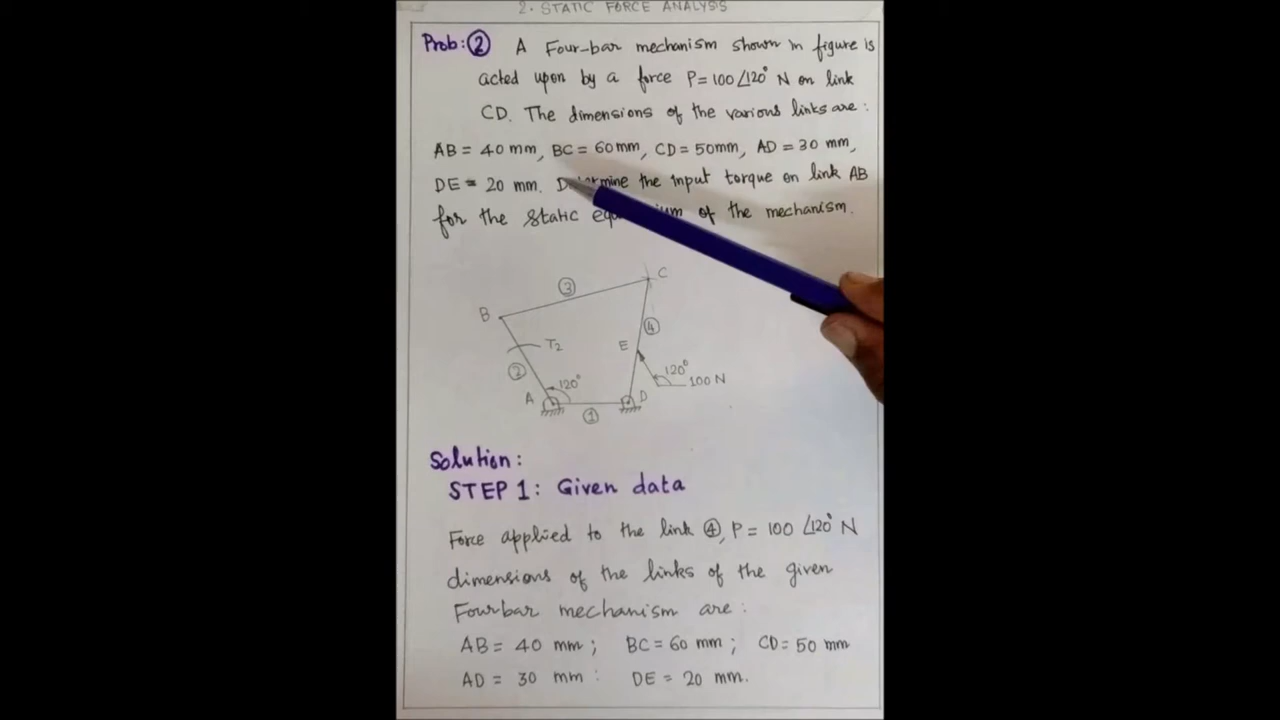 2. STATIC FORCE ANALYSIS
Prob: ② A Four-bar mechanism shown in figure is
acted upon by a force P = 100 ∠120° N on link
CD. The dimensions of the various links are:
AB = 40 mm, BC = 60 mm, CD = 50mm, AD = 30 mm,
DE = 20 mm. the input torque on link AB
for the static of the mechanism.
C
③
B
④
T2
E
②
120°
120°
100 N
A
D
①
Solution:
STEP 1: Given data
Force applied to the link ④, P = 100 ∠120° N
dimensions of the links of the given
Fourbar mechanism are:
AB = 40 mm; BC = 60 mm; CD = 50 mm
AD = 30 mm: DE = 20 mm.